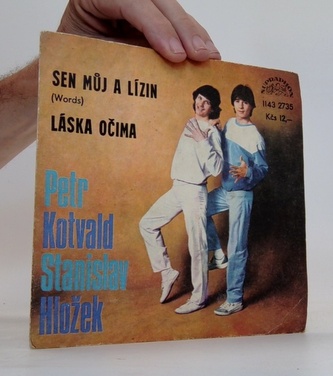 SEN MŮJ A LÍZIN
(Words)
LÁSKA OČIMA
SUPRAPHON
1143 2735
Kčs 12,–
Petr
Kotvald
Stanislav
Hložek